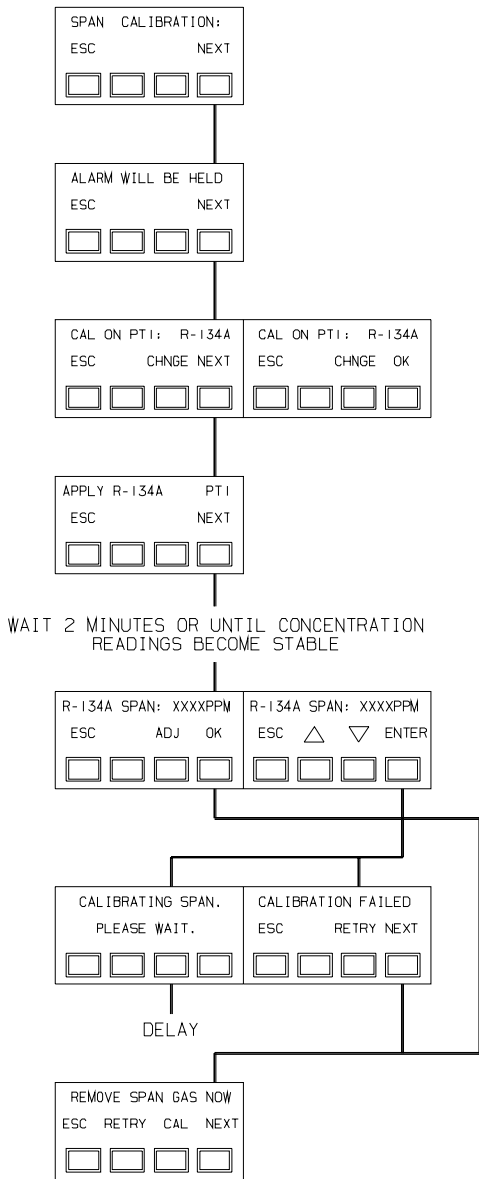 SPAN CALIBRATION:
ESC NEXT
ALARM WILL BE HELD
ESC NEXT
CAL ON PT1: R-134A
ESC CHNGE NEXT
CAL ON PT1: R-134A
ESC CHNGE OK
APPLY R-134A PT1
ESC NEXT
WAIT 2 MINUTES OR UNTIL CONCENTRATION
READINGS BECOME STABLE
R-134A SPAN: XXXXPPM
ESC ADJ OK
R-134A SPAN: XXXXPPM
ESC ENTER
CALIBRATING SPAN.
PLEASE WAIT.
CALIBRATION FAILED
ESC RETRY NEXT
DELAY
REMOVE SPAN GAS NOW
ESC RETRY CAL NEXT